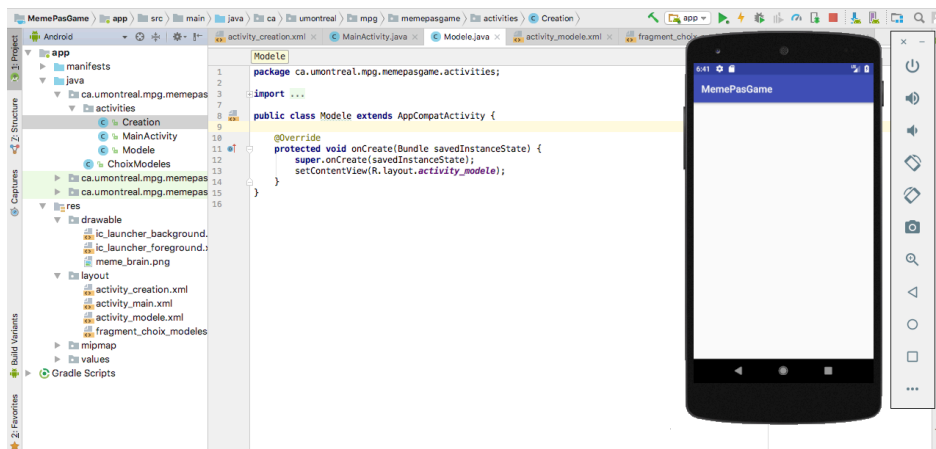 MemePasGame app src main java ca umontreal mpg memepasgame activities Creation app
Android
activity_creation.xml MainActivity.java Modele.java activity_modele.xml
1: Project
2: Structure
Captures
Build Variants
2: Favorites
app
manifests
java
ca.umontreal.mpg.memepas
activities
Creation
MainActivity
Modele
ChoixModeles
ca.umontreal.mpg.memepas
ca.umontreal.mpg.memepas
res
drawable
ic_launcher_background.
ic_launcher_foreground.
meme_brain.png
layout
activity_creation.xml
activity_main.xml
activity_modele.xml
fragment_choix_modeles
mipmap
values
Gradle Scripts
Modele
1 package ca.umontreal.mpg.memepasgame.activities;
2
3 import ...
7
8 public class Modele extends AppCompatActivity {
9
10 @Override
11 protected void onCreate(Bundle savedInstanceState) {
12 super.onCreate(savedInstanceState);
13 setContentView(R.layout.activity_modele);
14 }
15 }
16
6:41
MemePasGame